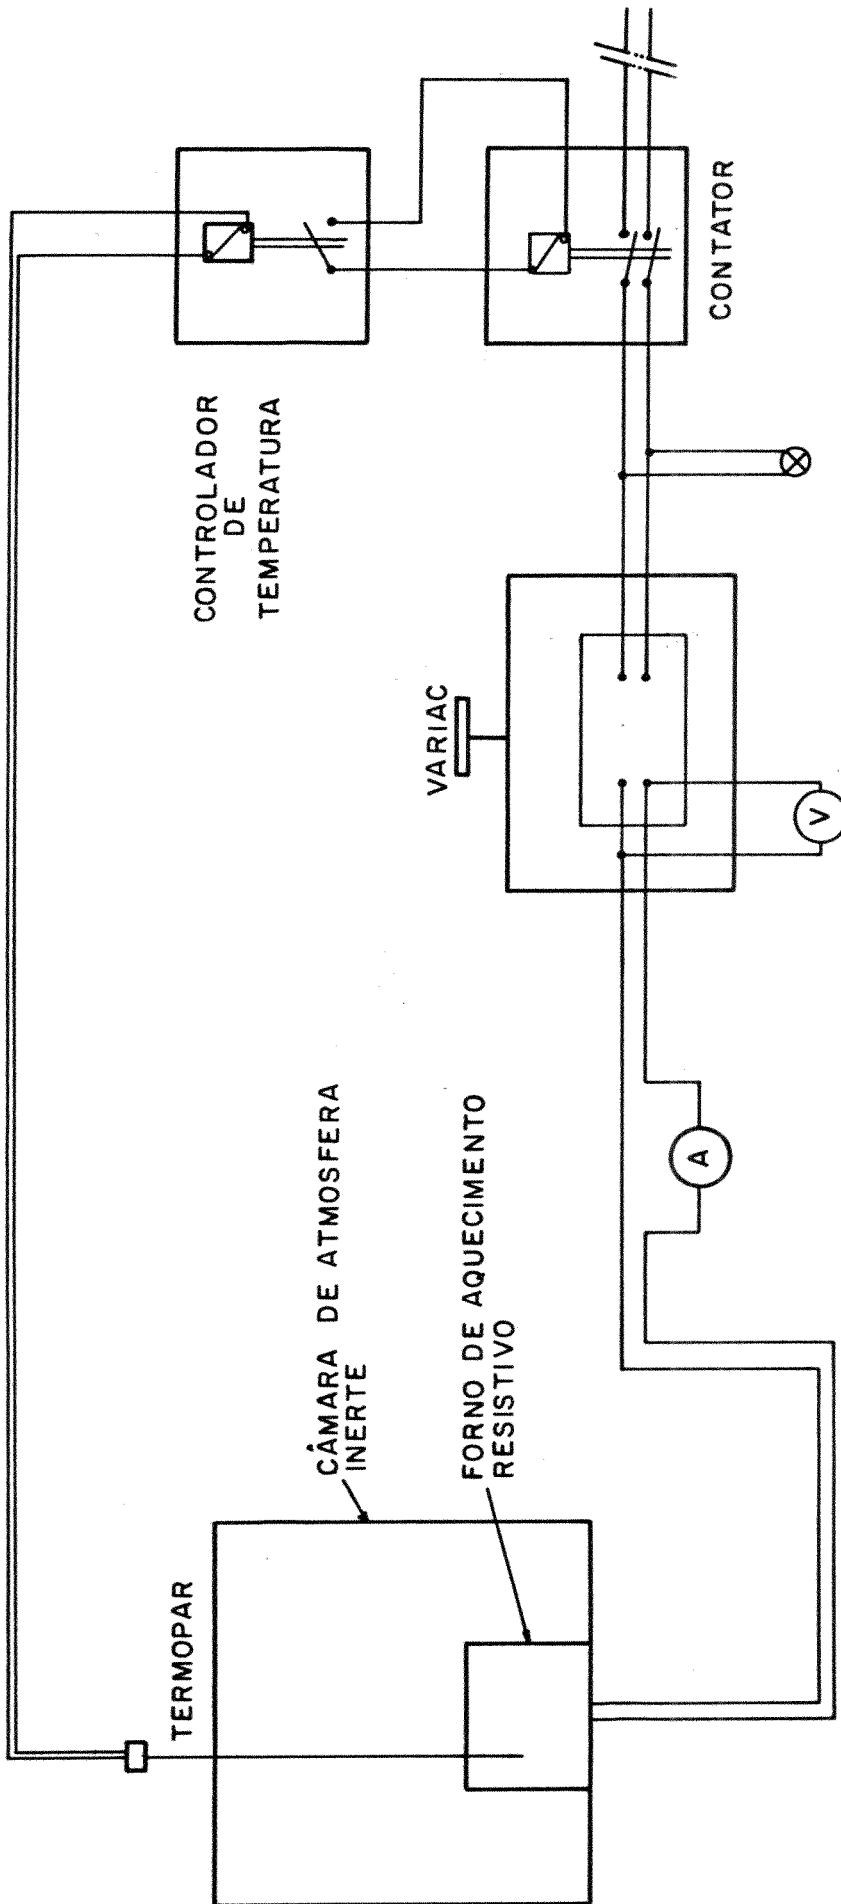 TERMOPAR
CÂMARA DE ATMOSFERA
INERTE
FORNO DE AQUECIMENTO
RESISTIVO
A
VARIAC
V
CONTROLADOR
DE
TEMPERATURA
CONTATOR